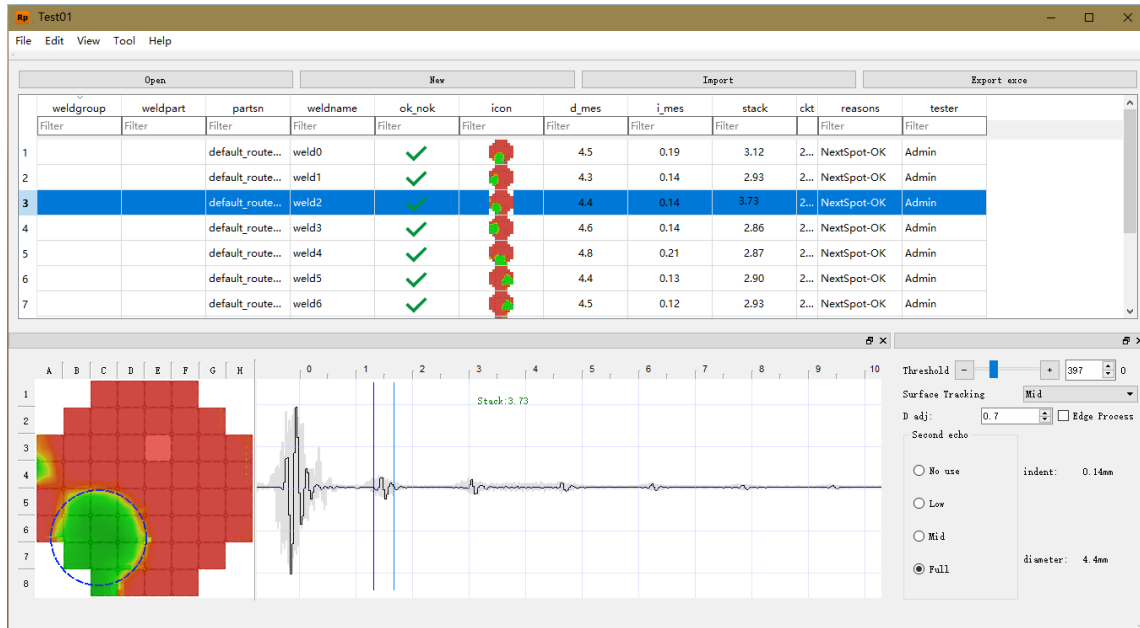 Rp Test01
File Edit View Tool Help
Open New Import Export exce
weldgroup weldpart partsn weldname ok_nok icon d_mes i_mes stack ckt reasons tester
Filter Filter Filter Filter Filter Filter Filter Filter Filter Filter Filter
1 default_route... weld0 4.5 0.19 3.12 2... NextSpot-OK Admin
2 default_route... weld1 4.3 0.14 2.93 2... NextSpot-OK Admin
3 default_route... weld2 4.4 0.14 3.73 2... NextSpot-OK Admin
4 default_route... weld3 4.6 0.14 2.86 2... NextSpot-OK Admin
5 default_route... weld4 4.8 0.21 2.87 2... NextSpot-OK Admin
6 default_route... weld5 4.4 0.13 2.90 2... NextSpot-OK Admin
7 default_route... weld6 4.5 0.12 2.93 2... NextSpot-OK Admin
A B C D E F G H
1
2
3
4
5
6
7
8
0 1 2 3 4 5 6 7 8 9 10
Stack:3.73
Threshold - + 397 0
Surface Tracking Mid
D adj: 0.7 Edge Process
Second echo
No use
Low
Mid
Full
indent: 0.14mm
diameter: 4.4mm